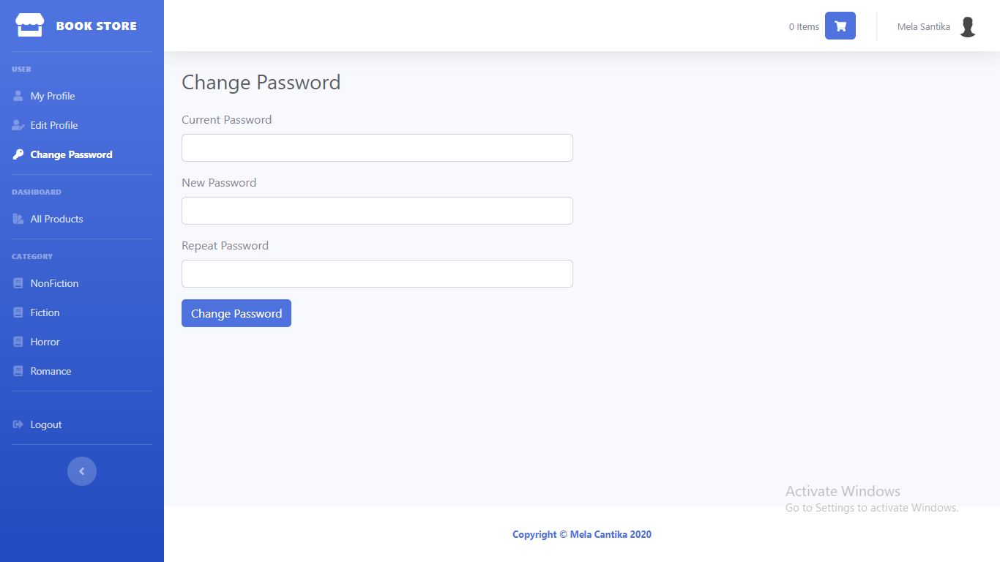 BOOK STORE
USER
My Profile
Edit Profile
Change Password
DASHBOARD
All Products
CATEGORY
NonFiction
Fiction
Horror
Romance
Logout
0 Items
Mela Santika
Change Password
Current Password
New Password
Repeat Password
Change Password
Activate Windows
Go to Settings to activate Windows.
Copyright © Mela Cantika 2020